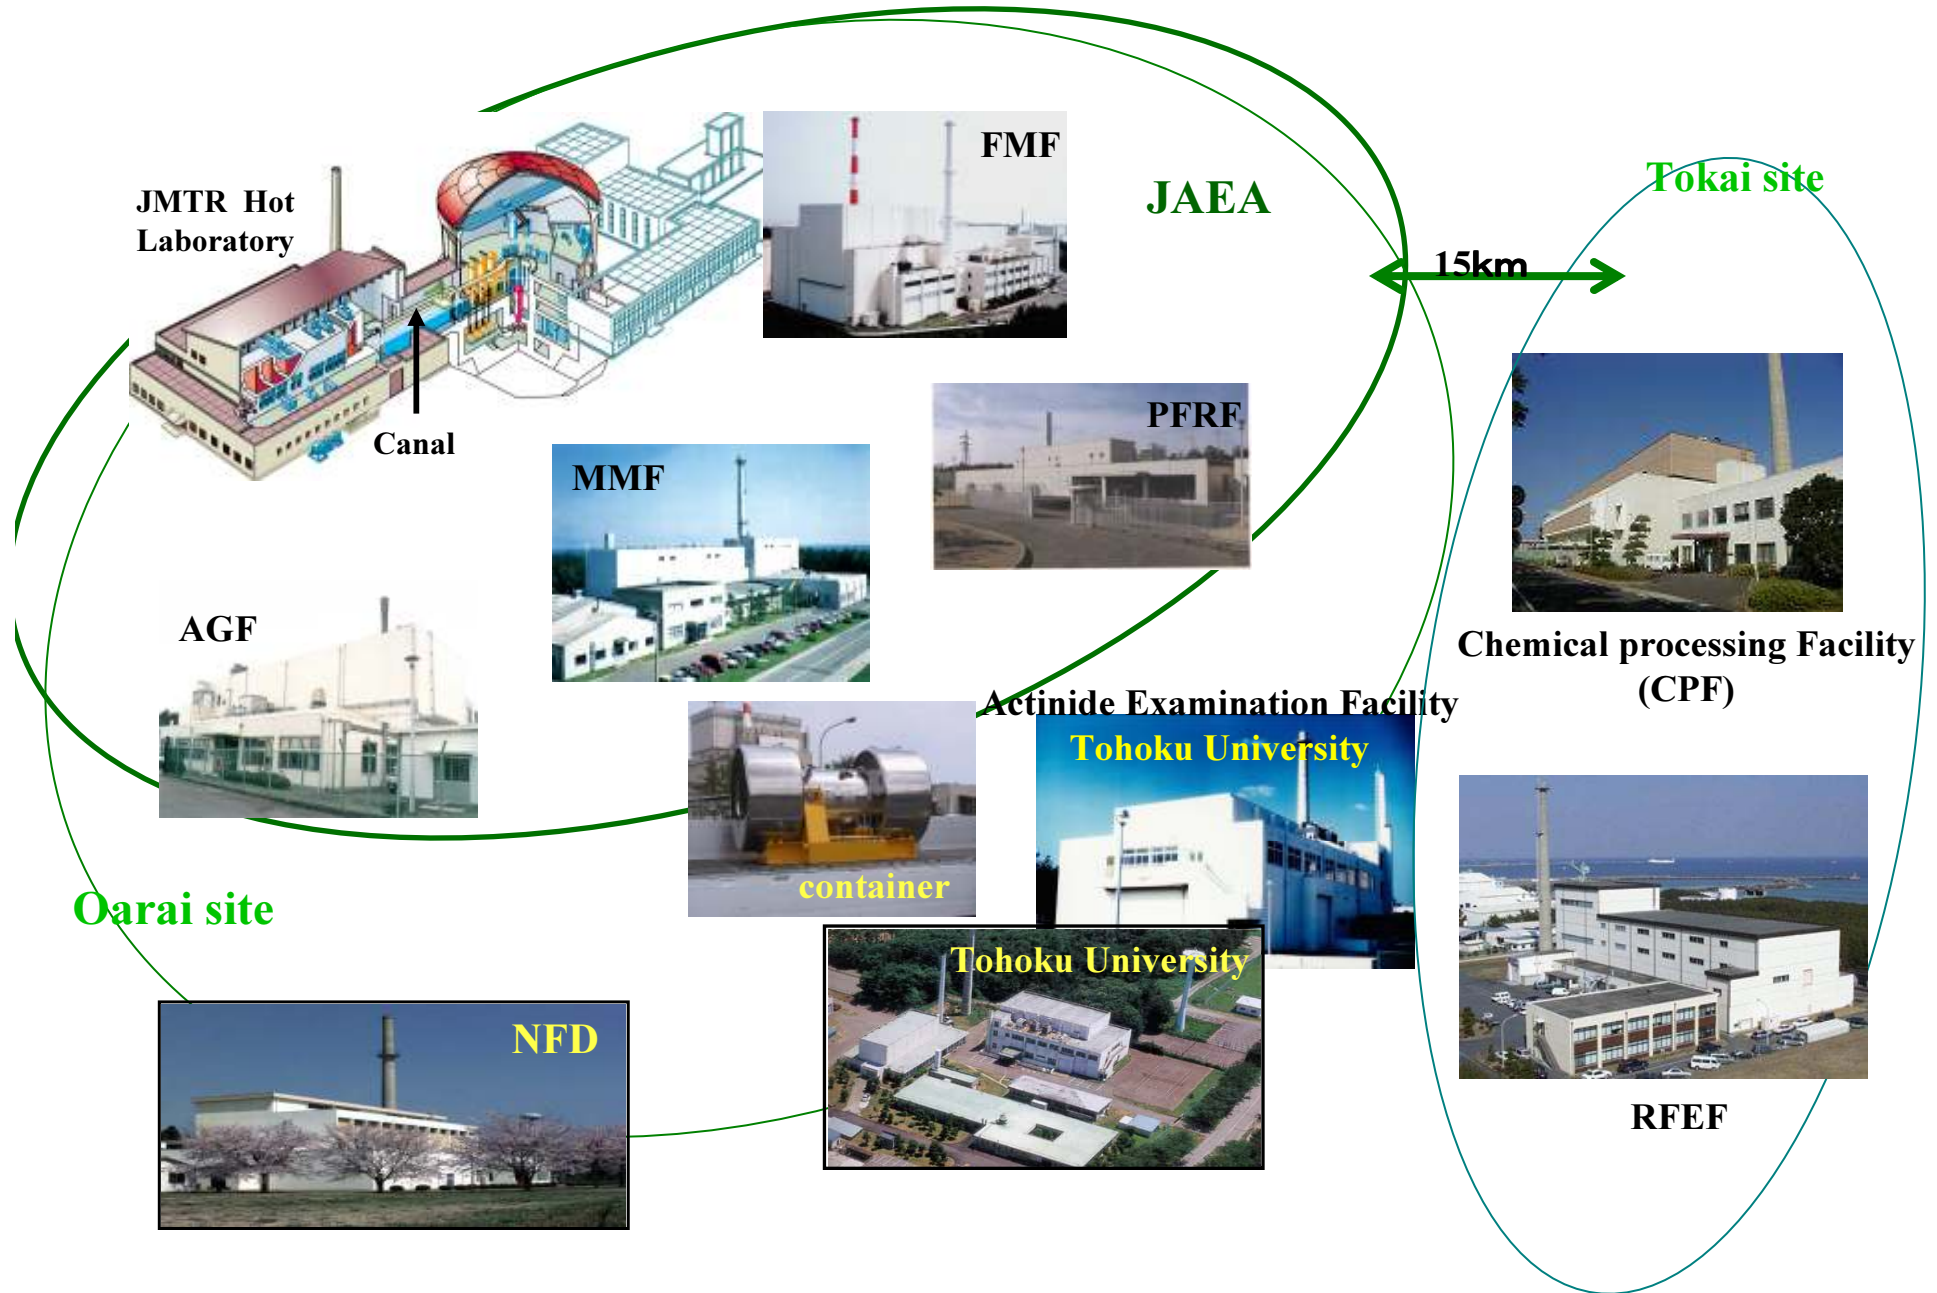 FMF
Tokai site
JAEA
JMTR Hot
Laboratory
15km
PFRF
Canal
MMF
AGF
Chemical processing Facility
(CPF)
Actinide Examination Facility
Tohoku University
container
Oarai site
Tohoku University
NFD
RFEF